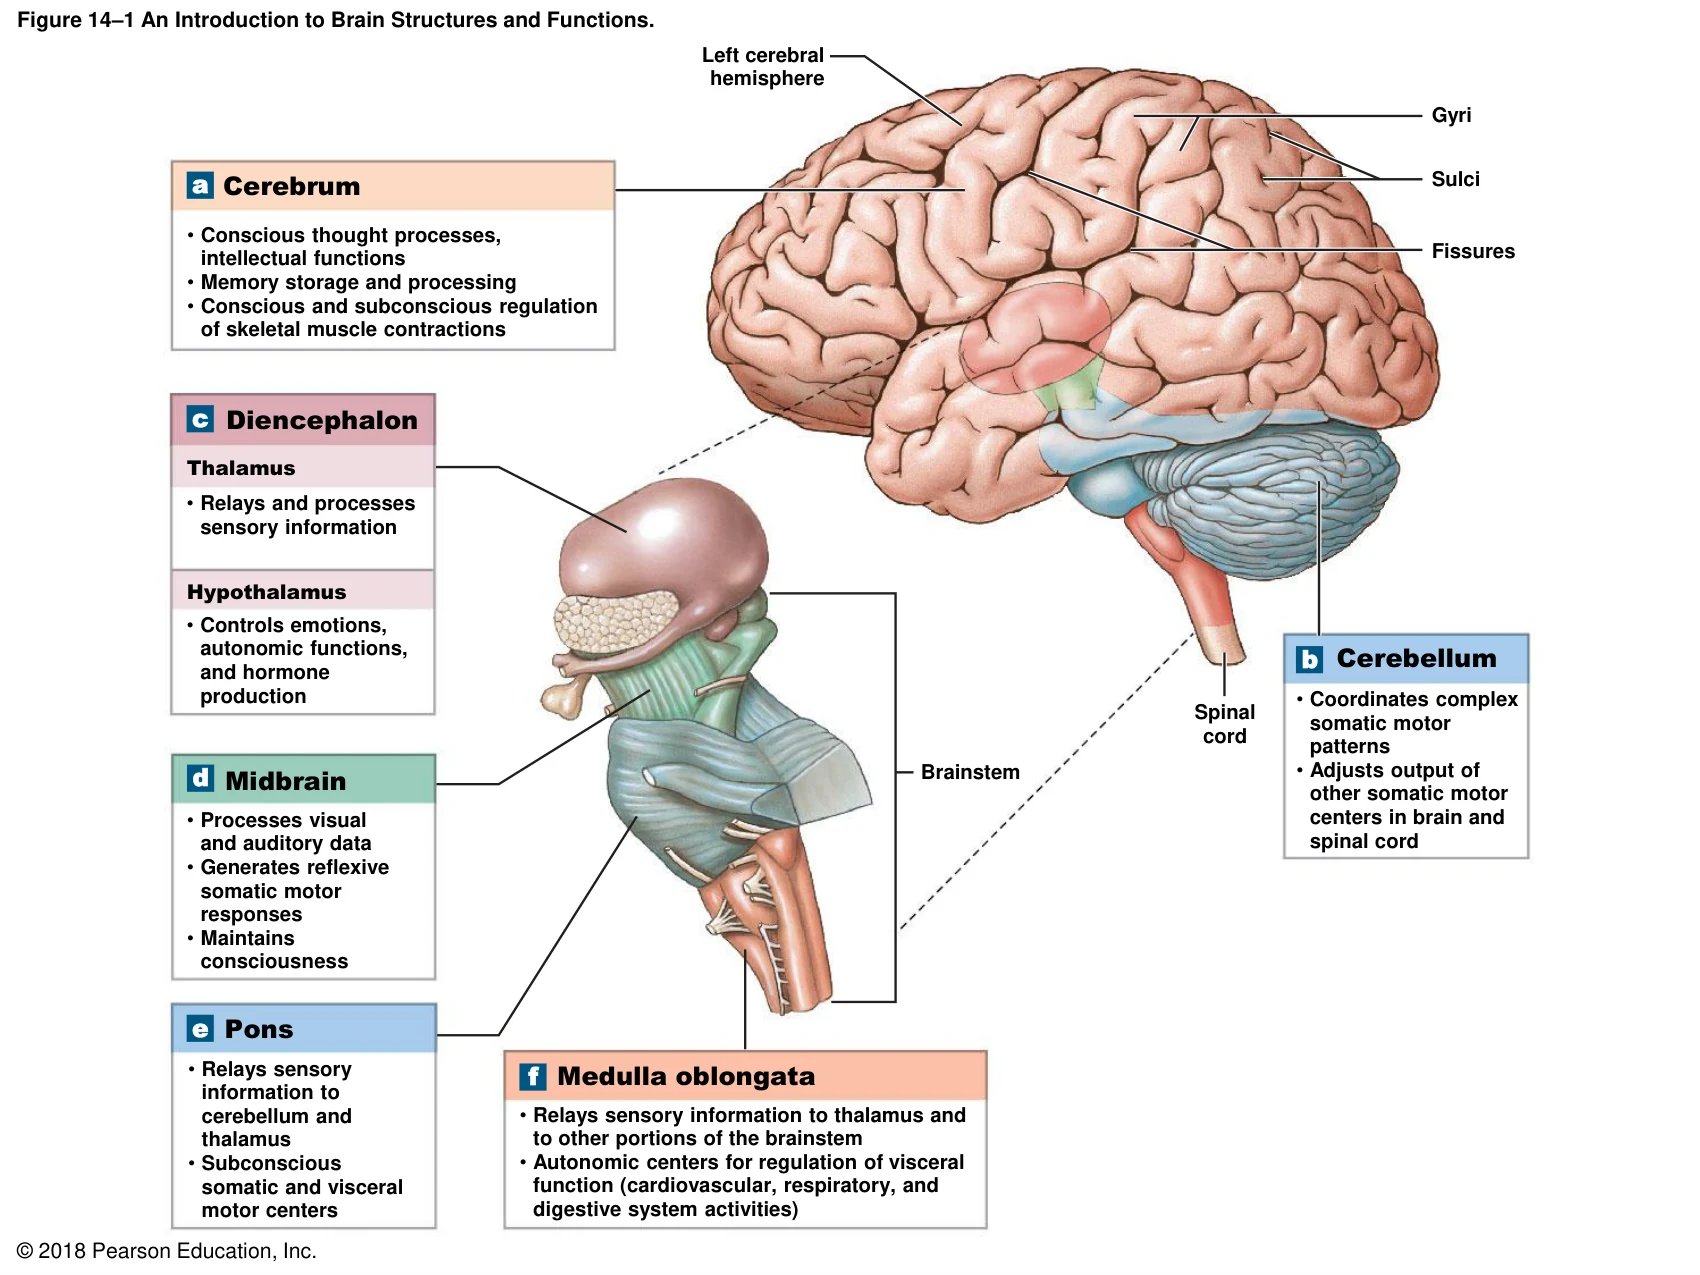 Figure 14–1 An Introduction to Brain Structures and Functions.
Left cerebral
hemisphere
Gyri
Sulci
Fissures
a Cerebrum
• Conscious thought processes,
intellectual functions
• Memory storage and processing
• Conscious and subconscious regulation
of skeletal muscle contractions
c Diencephalon
Thalamus
• Relays and processes
sensory information
Hypothalamus
• Controls emotions,
autonomic functions,
and hormone
production
d Midbrain
• Processes visual
and auditory data
• Generates reflexive
somatic motor
responses
• Maintains
consciousness
e Pons
• Relays sensory
information to
cerebellum and
thalamus
• Subconscious
somatic and visceral
motor centers
Brainstem
Spinal
cord
b Cerebellum
• Coordinates complex
somatic motor
patterns
• Adjusts output of
other somatic motor
centers in brain and
spinal cord
f Medulla oblongata
• Relays sensory information to thalamus and
to other portions of the brainstem
• Autonomic centers for regulation of visceral
function (cardiovascular, respiratory, and
digestive system activities)
© 2018 Pearson Education, Inc.